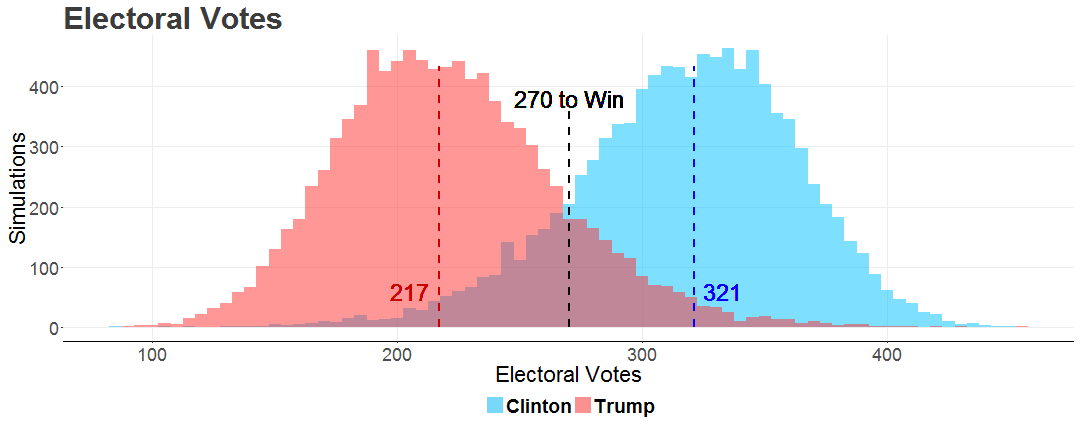 Electoral Votes
Simulations
400
300
200
100
0
270 to Win
217
321
100
200
300
400
Electoral Votes
Clinton Trump